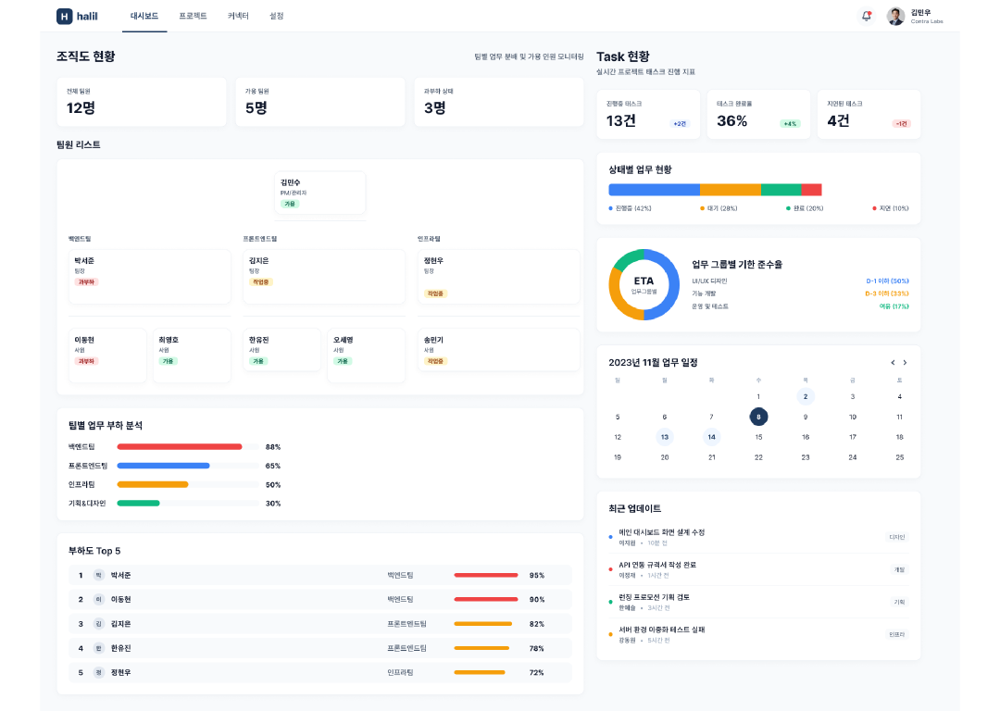 H halil
대시보드
프로젝트
커넥터
설정
김민우
Contra Labs
조직도 현황
팀별 업무 분배 및 가용 인원 모니터링
전체 팀원
12명
가용 팀원
5명
과부하 상태
3명
팀원 리스트
김민수
(PM/관리자)
가용
백엔드팀
프론트엔드팀
인프라팀
박서준
팀장
과부하
김지은
팀장
작업중
정현우
팀장
작업중
이동현
사원
과부하
최영호
사원
가용
한유진
사원
가용
오세영
사원
가용
송민기
사원
작업중
팀별 업무 부하 분석
백엔드팀 88%
프론트엔드팀 65%
인프라팀 50%
기획&디자인 30%
부하도 Top 5
1 박 박서준 백엔드팀 95%
2 이 이동현 백엔드팀 90%
3 김 김지은 프론트엔드팀 82%
4 한 한유진 프론트엔드팀 78%
5 정 정현우 인프라팀 72%
Task 현황
실시간 프로젝트 태스크 진행 지표
진행중 태스크
13건
+2건
태스크 완료율
36%
+4%
지연된 태스크
4건
-1건
상태별 업무 현황
진행중 (42%)
대기 (28%)
완료 (20%)
지연 (10%)
ETA
업무그룹별
업무 그룹별 기한 준수율
UI/UX 디자인 D-1 이하 (50%)
기능 개발 D-3 이하 (33%)
운영 및 테스트 여유 (17%)
2023년 11월 업무 일정
< >
일 월 화 수 목 금 토
1 2 3 4
5 6 7 8 9 10 11
12 13 14 15 16 17 18
19 20 21 22 23 24 25
최근 업데이트
메인 대시보드 화면 설계 수정
이지원 • 10분 전
디자인
API 연동 규격서 작성 완료
이정재 • 1시간 전
개발
런칭 프로모션 기획 검토
한예슬 • 3시간 전
기획
서버 환경 이중화 테스트 실패
강동원 • 5시간 전
인프라